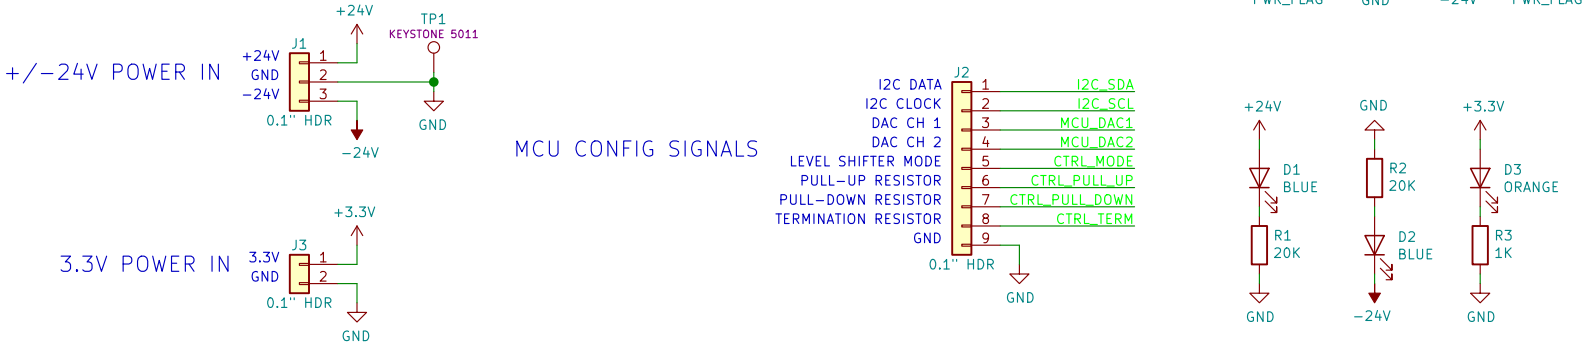 PWR_FLAG
GND
-24V
PWR_FLAG
+24V
TP1
KEYSTONE 5011
J1
+/-24V POWER IN
+24V
GND
-24V
1
2
3
0.1" HDR
GND
-24V
MCU CONFIG SIGNALS
J2
I2C DATA 1 I2C_SDA
I2C CLOCK 2 I2C_SCL
DAC CH 1 3 MCU_DAC1
DAC CH 2 4 MCU_DAC2
LEVEL SHIFTER MODE 5 CTRL_MODE
PULL-UP RESISTOR 6 CTRL_PULL_UP
PULL-DOWN RESISTOR 7 CTRL_PULL_DOWN
TERMINATION RESISTOR 8 CTRL_TERM
GND 9
0.1" HDR
GND
+3.3V
J3
3.3V POWER IN
3.3V
GND
1
2
0.1" HDR
GND
+24V
D1
BLUE
R1
20K
GND
GND
R2
20K
D2
BLUE
-24V
+3.3V
D3
ORANGE
R3
1K
GND